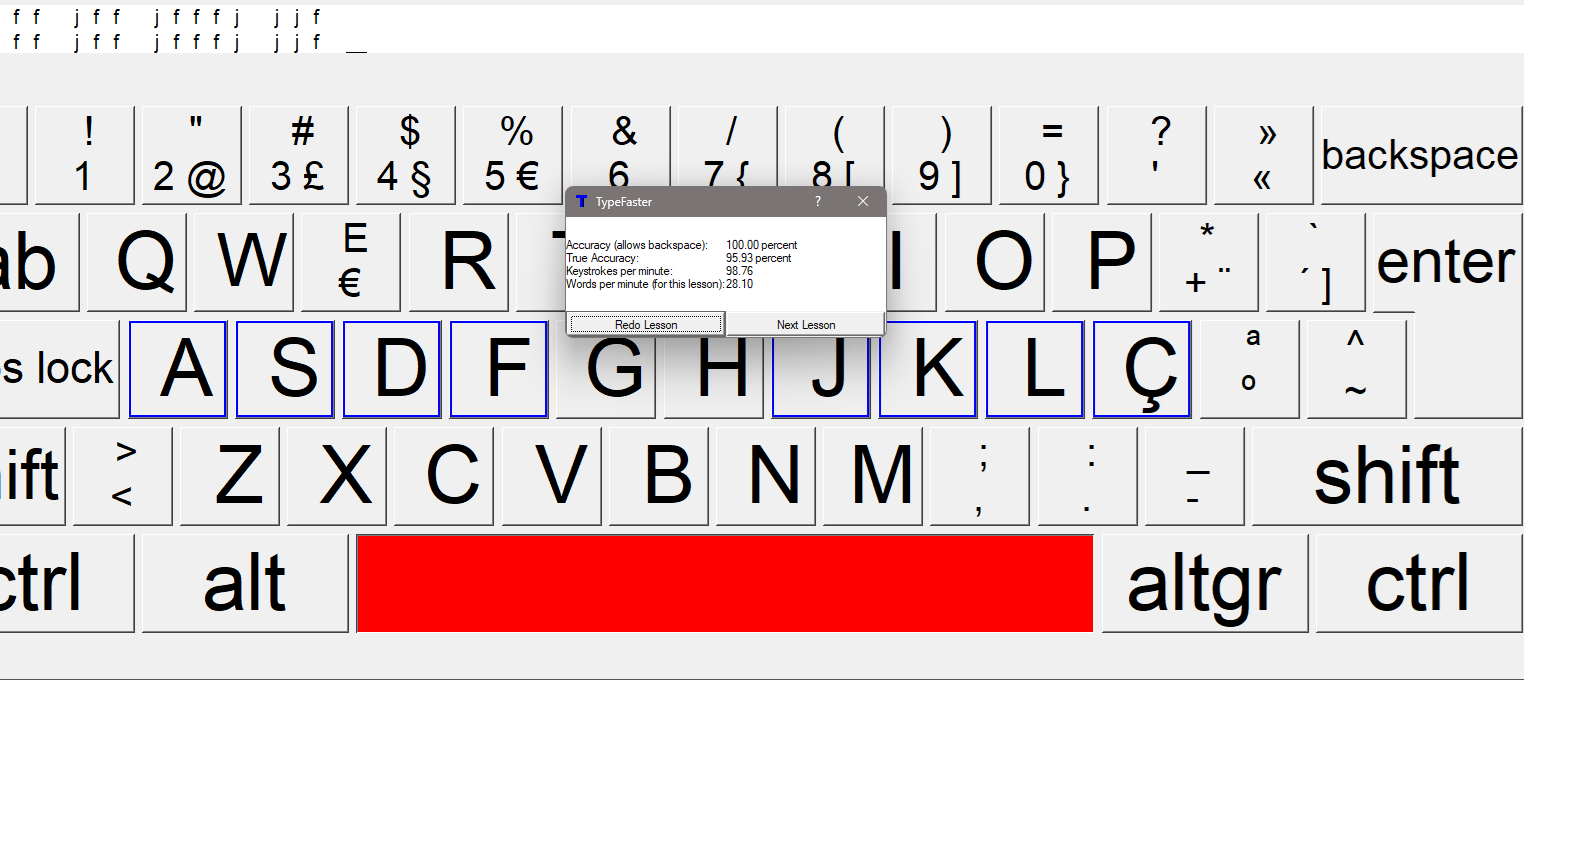 f f j f f j f f f j j j f
f f j f f j f f f j j j f _
! " # $ % & / ( ) = ? »
1 2 @ 3 £ 4 § 5 € 6 7 { 8 [ 9 ] 0 } ' « backspace
TypeFaster ? ×
Accuracy (allows backspace): 100.00 percent
True Accuracy: 95.93 percent
Keystrokes per minute: 98.76
Words per minute (for this lesson): 28.10
Redo Lesson Next Lesson
ab Q W E € R I O P * + ¨ ` ´ ] enter
s lock A S D F G H J K L Ç ª º ^ ~
ift > < Z X C V B N M ; , : . _ - shift
ctrl alt altgr ctrl